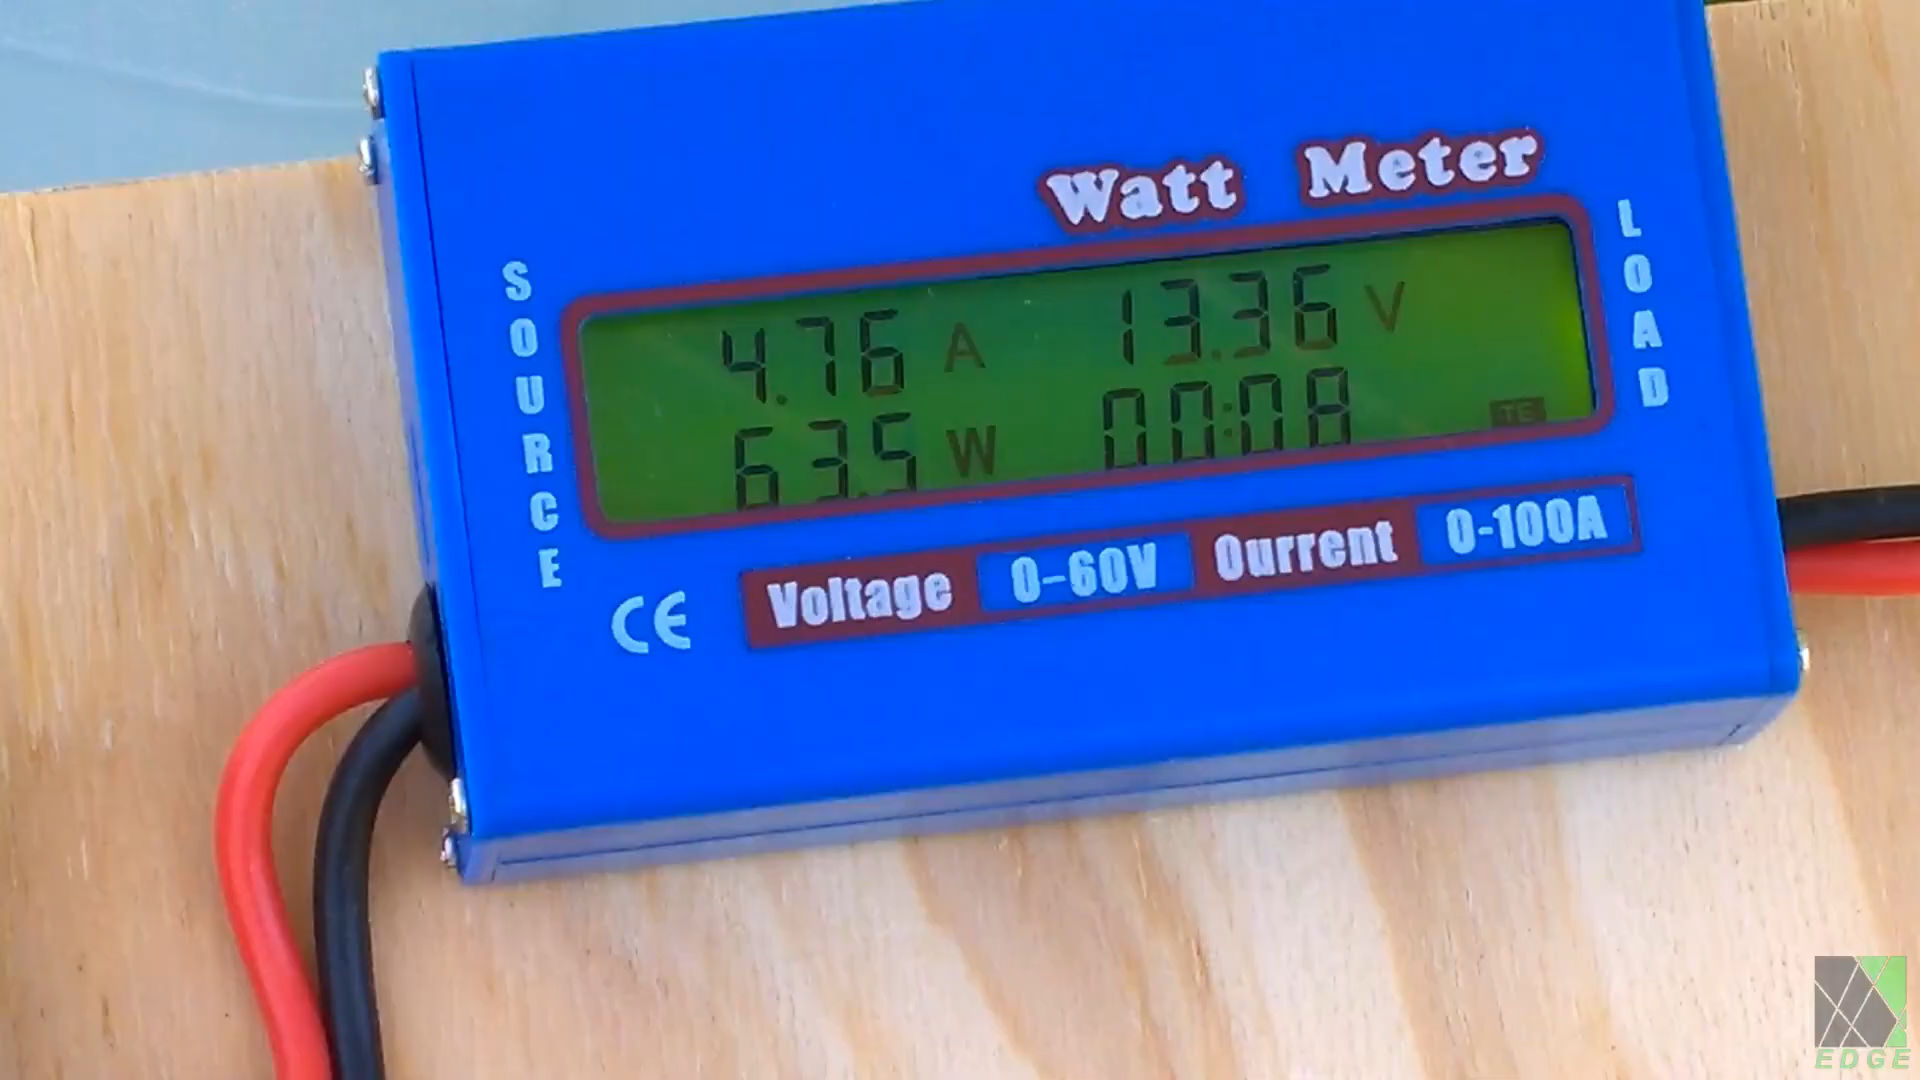 Watt Meter
SOURCE
4.76 A 13.36 V
63.5 W 00:08
TE
LOAD
Voltage 0-60V Ourrent 0-100A
CE
EDGE